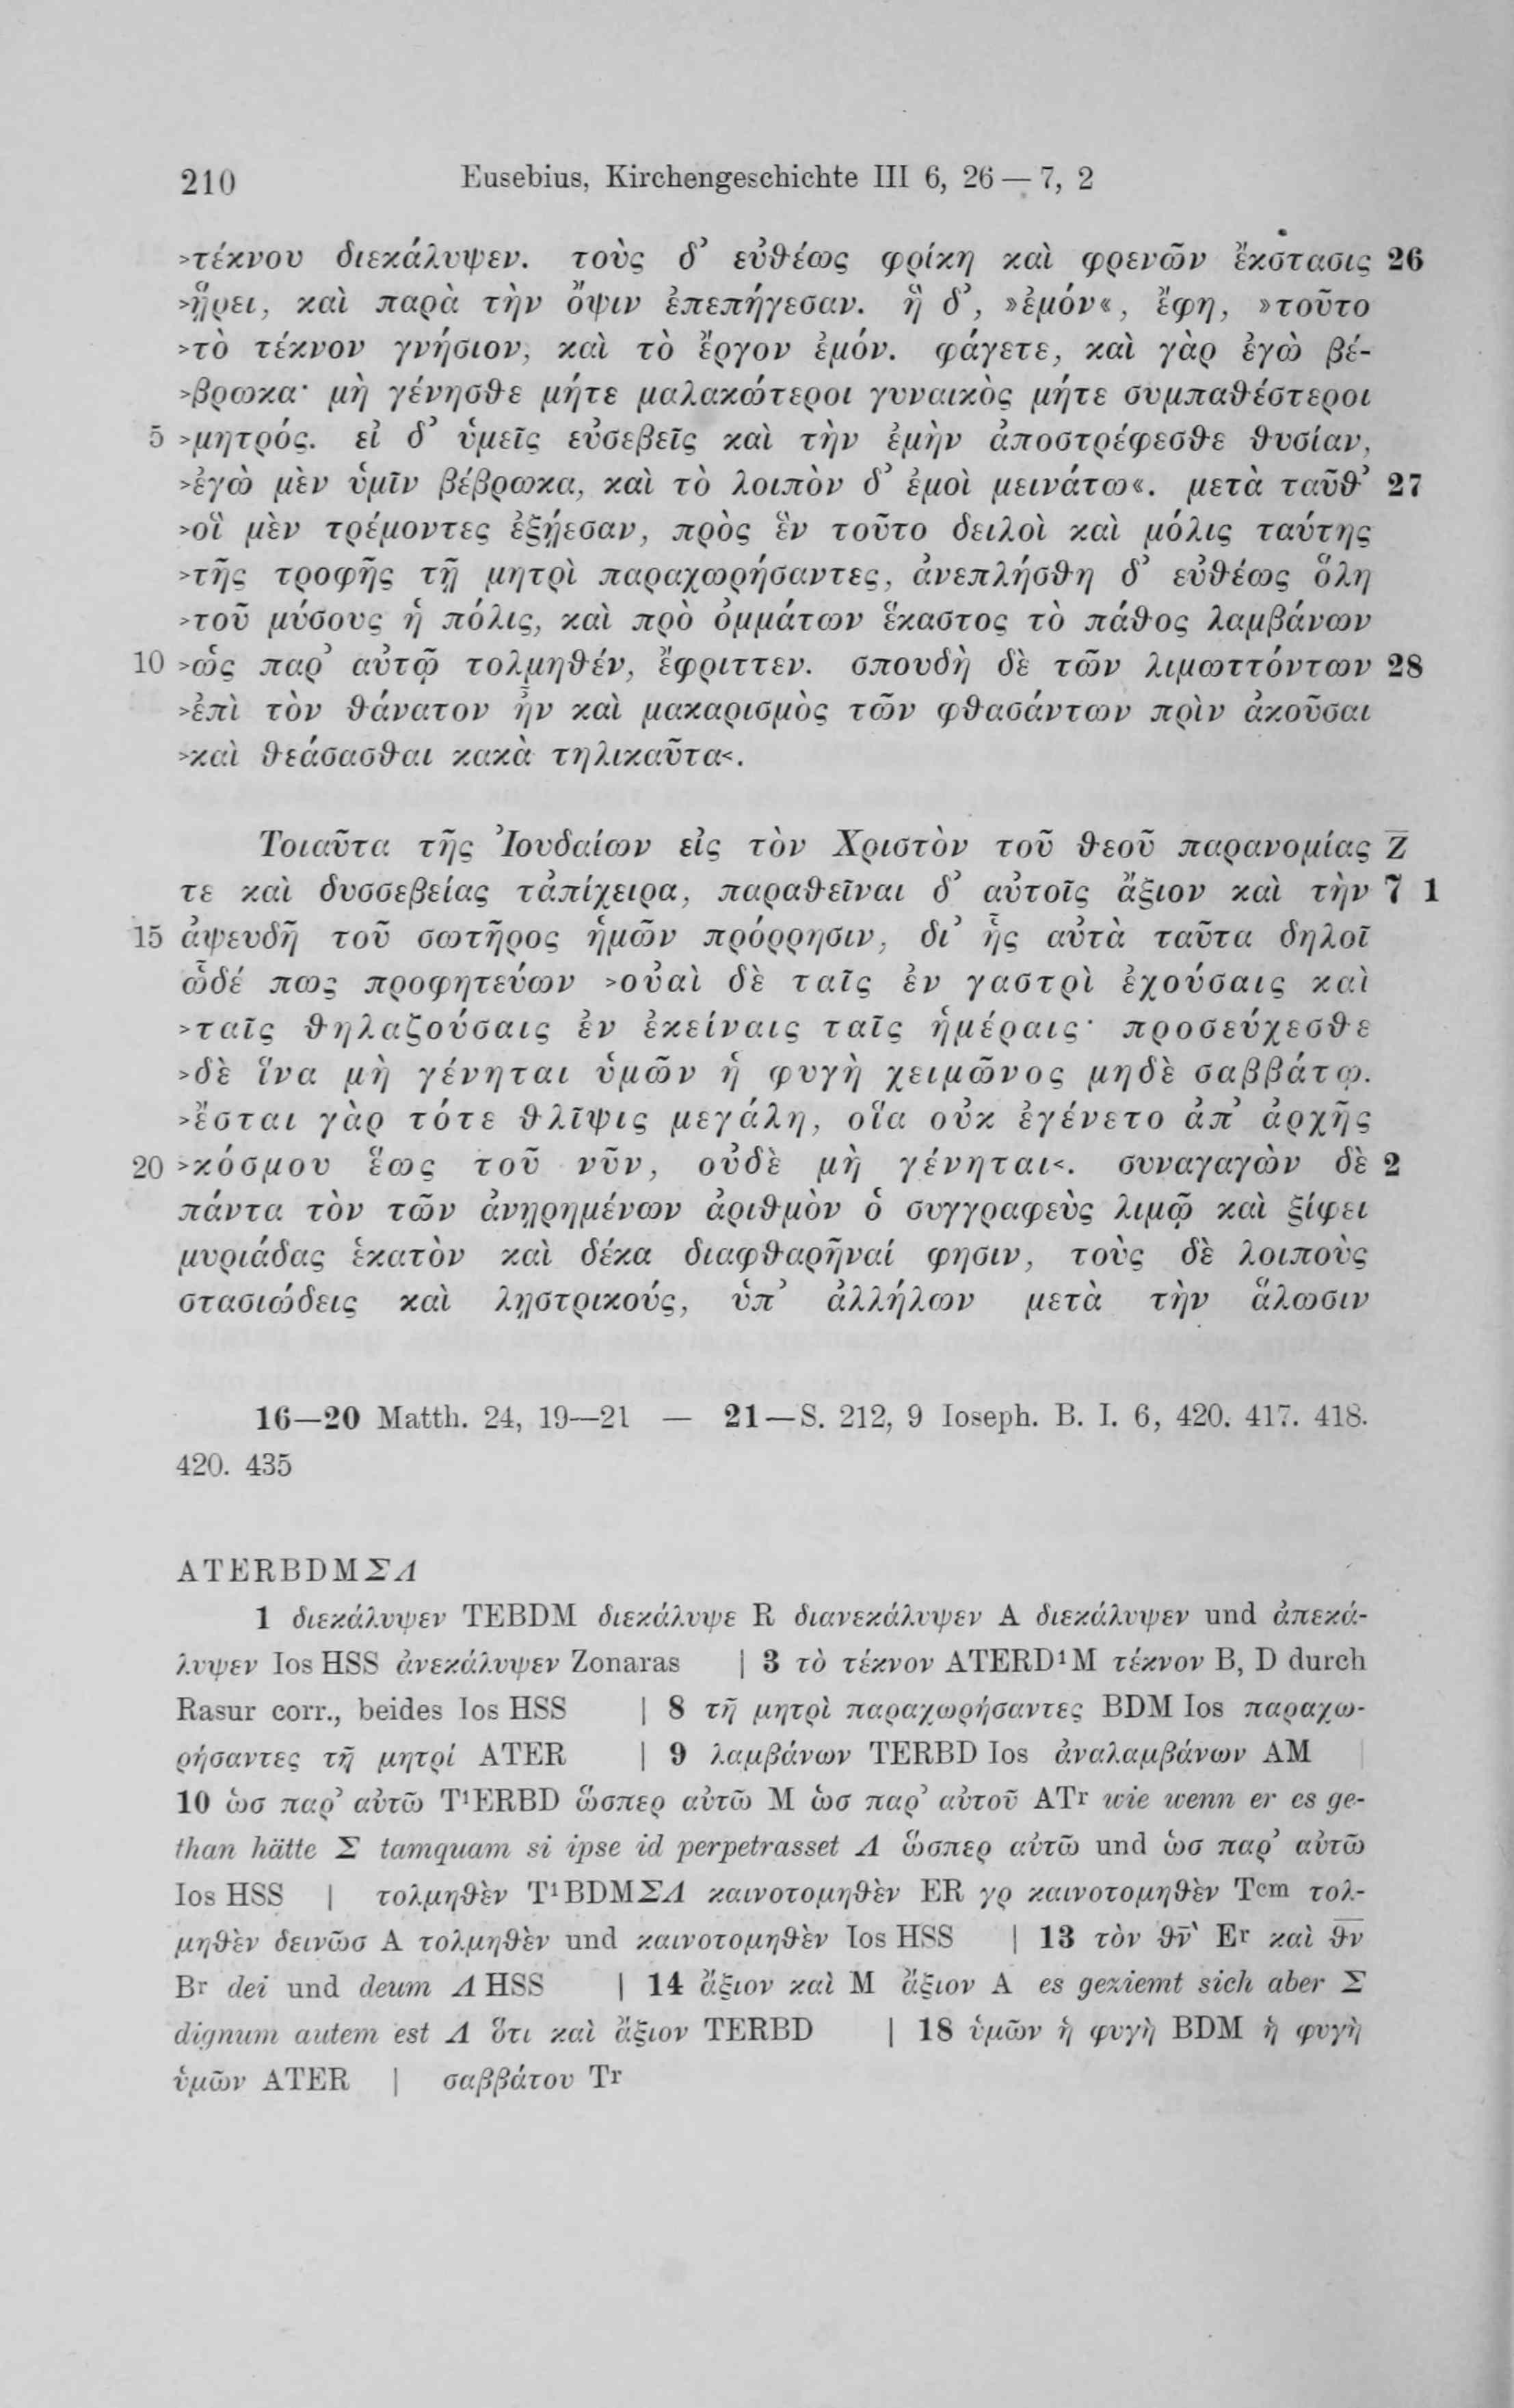 210 Eusebius, Kirchengeschichte III 6, 26 — 7, 2
>τέκνου διεκάλυψεν. τοὺς δ’ εὐθέως φρίκη καὶ φρενῶν ἔκστασις 26
>ᾕρει, καὶ παρὰ τὴν ὄψιν ἐπεπήγεσαν. ἣ δ’, »ἐμόν«, ἔφη, »τοῦτο
>τὸ τέκνον γνήσιον, καὶ τὸ ἔργον ἐμόν. φάγετε, καὶ γὰρ ἐγὼ βέ-
>βρωκα· μὴ γένησθε μήτε μαλακώτεροι γυναικὸς μήτε συμπαθέστεροι
5 >μητρός. εἰ δ’ ὑμεῖς εὐσεβεῖς καὶ τὴν ἐμὴν ἀποστρέφεσθε θυσίαν,
>ἐγὼ μὲν ὑμῖν βέβρωκα, καὶ τὸ λοιπὸν δ’ ἐμοὶ μεινάτω«. μετὰ ταῦθ’ 27
>οἳ μὲν τρέμοντες ἐξῄεσαν, πρὸς ἓν τοῦτο δειλοὶ καὶ μόλις ταύτης
>τῆς τροφῆς τῇ μητρὶ παραχωρήσαντες, ἀνεπλήσθη δ’ εὐθέως ὅλη
>τοῦ μύσους ἡ πόλις, καὶ πρὸ ὀμμάτων ἕκαστος τὸ πάθος λαμβάνων
10 >ὡς παρ’ αὐτῷ τολμηθέν, ἔφριττεν. σπουδὴ δὲ τῶν λιμωττόντων 28
>ἐπὶ τὸν θάνατον ἦν καὶ μακαρισμὸς τῶν φθασάντων πρὶν ἀκοῦσαι
>καὶ θεάσασθαι κακὰ τηλικαῦτα<.
Τοιαῦτα τῆς Ἰουδαίων εἰς τὸν Χριστὸν τοῦ θεοῦ παρανομίας Z̅
τε καὶ δυσσεβείας τἀπίχειρα, παραθεῖναι δ’ αὐτοῖς ἄξιον καὶ τὴν 7 1
15 ἀψευδῆ τοῦ σωτῆρος ἡμῶν πρόρρησιν, δι’ ἧς αὐτὰ ταῦτα δηλοῖ
ὧδέ πως προφητεύων >οὐαὶ δὲ ταῖς ἐν γαστρὶ ἐχούσαις καὶ
>ταῖς θηλαζούσαις ἐν ἐκείναις ταῖς ἡμέραις· προσεύχεσθε
>δὲ ἵνα μὴ γένηται ὑμῶν ἡ φυγὴ χειμῶνος μηδὲ σαββάτῳ.
>ἔσται γὰρ τότε θλῖψις μεγάλη, οἵα οὐκ ἐγένετο ἀπ’ ἀρχῆς
20 >κόσμου ἕως τοῦ νῦν, οὐδὲ μὴ γένηται<. συναγαγὼν δὲ 2
πάντα τὸν τῶν ἀνῃρημένων ἀριθμὸν ὁ συγγραφεὺς λιμῷ καὶ ξίφει
μυριάδας ἑκατὸν καὶ δέκα διαφθαρῆναί φησιν, τοὺς δὲ λοιποὺς
στασιώδεις καὶ λῃστρικούς, ὑπ’ ἀλλήλων μετὰ τὴν ἅλωσιν
16—20 Matth. 24, 19—21 — 21—S. 212, 9 Ioseph. B. I. 6, 420. 417. 418.
420. 435
ATERBDMΣΛ
1 διεκάλυψεν TEBDM διεκάλυψε R διανεκάλυψεν A διεκάλυψεν und ἀπεκά-
λυψεν Ios HSS ἀνεκάλυψεν Zonaras | 3 τὸ τέκνον ATERD¹M τέκνον B, D durch
Rasur corr., beides Ios HSS | 8 τῇ μητρὶ παραχωρήσαντες BDM Ios παραχω-
ρήσαντες τῇ μητρί ATER | 9 λαμβάνων TERBD Ios ἀναλαμβάνων AM
10 ὡσ παρ’ αὐτῶ T¹ERBD ὥσπερ αὐτῶ M ὡσ παρ’ αὐτοῦ ATʳ wie wenn er es ge-
than hätte Σ tamquam si ipse id perpetrasset Λ ὥσπερ αὐτῶ und ὡσ παρ’ αὐτῶ
Ios HSS | τολμηθὲν T¹BDMΣΛ καινοτομηθὲν ER γρ καινοτομηθὲν Tᶜᵐ τολ-
μηθὲν δεινῶσ A τολμηθὲν und καινοτομηθὲν Ios HSS | 13 τὸν θ̅ν̅ Eʳ καὶ θ̅ν̅
Bʳ dei und deum Λ HSS | 14 ἄξιον καὶ M ἄξιον A es geziemt sich aber Σ
dignum autem est Λ ὅτι καὶ ἄξιον TERBD | 18 ὑμῶν ἡ φυγὴ BDM ἡ φυγὴ
ὑμῶν ATER | σαββάτου Tʳ